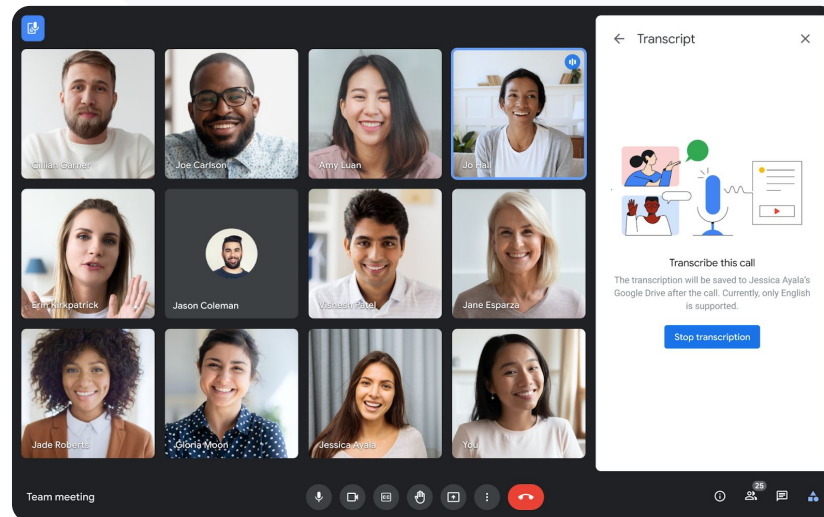 Transcript
Gillian Garner
Joe Carlson
Amy Luan
Jo Hall
Erin Kirkpatrick
Jason Coleman
Vishesh Patel
Jane Esparza
Jade Roberts
Gloria Moon
Jessica Ayala
You
Transcribe this call
The transcription will be saved to Jessica Ayala's
Google Drive after the call. Currently, only English
is supported.
Stop transcription
Team meeting
CC
25